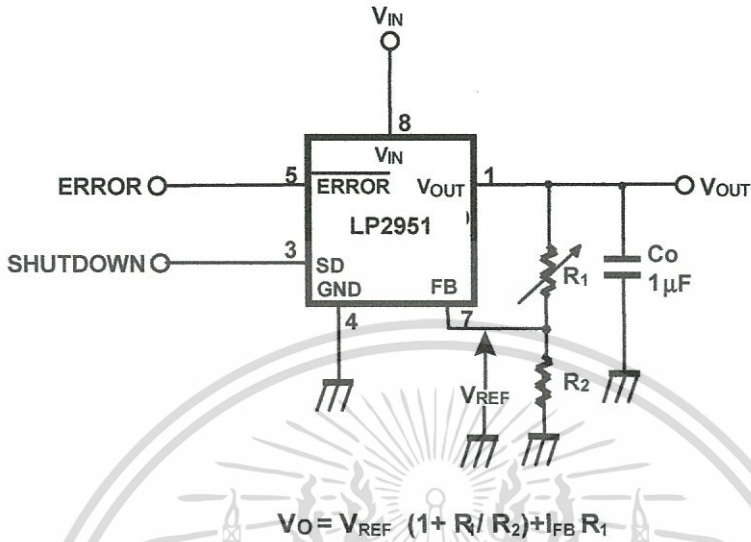 VIN
8
VIN
ERROR
5
ERROR
VOUT
1
VOUT
LP2951
SHUTDOWN
3
SD
GND
FB
R1
Co
1μF
4
7
VREF
R2
VO = VREF (1+ R1/ R2)+IFB R1